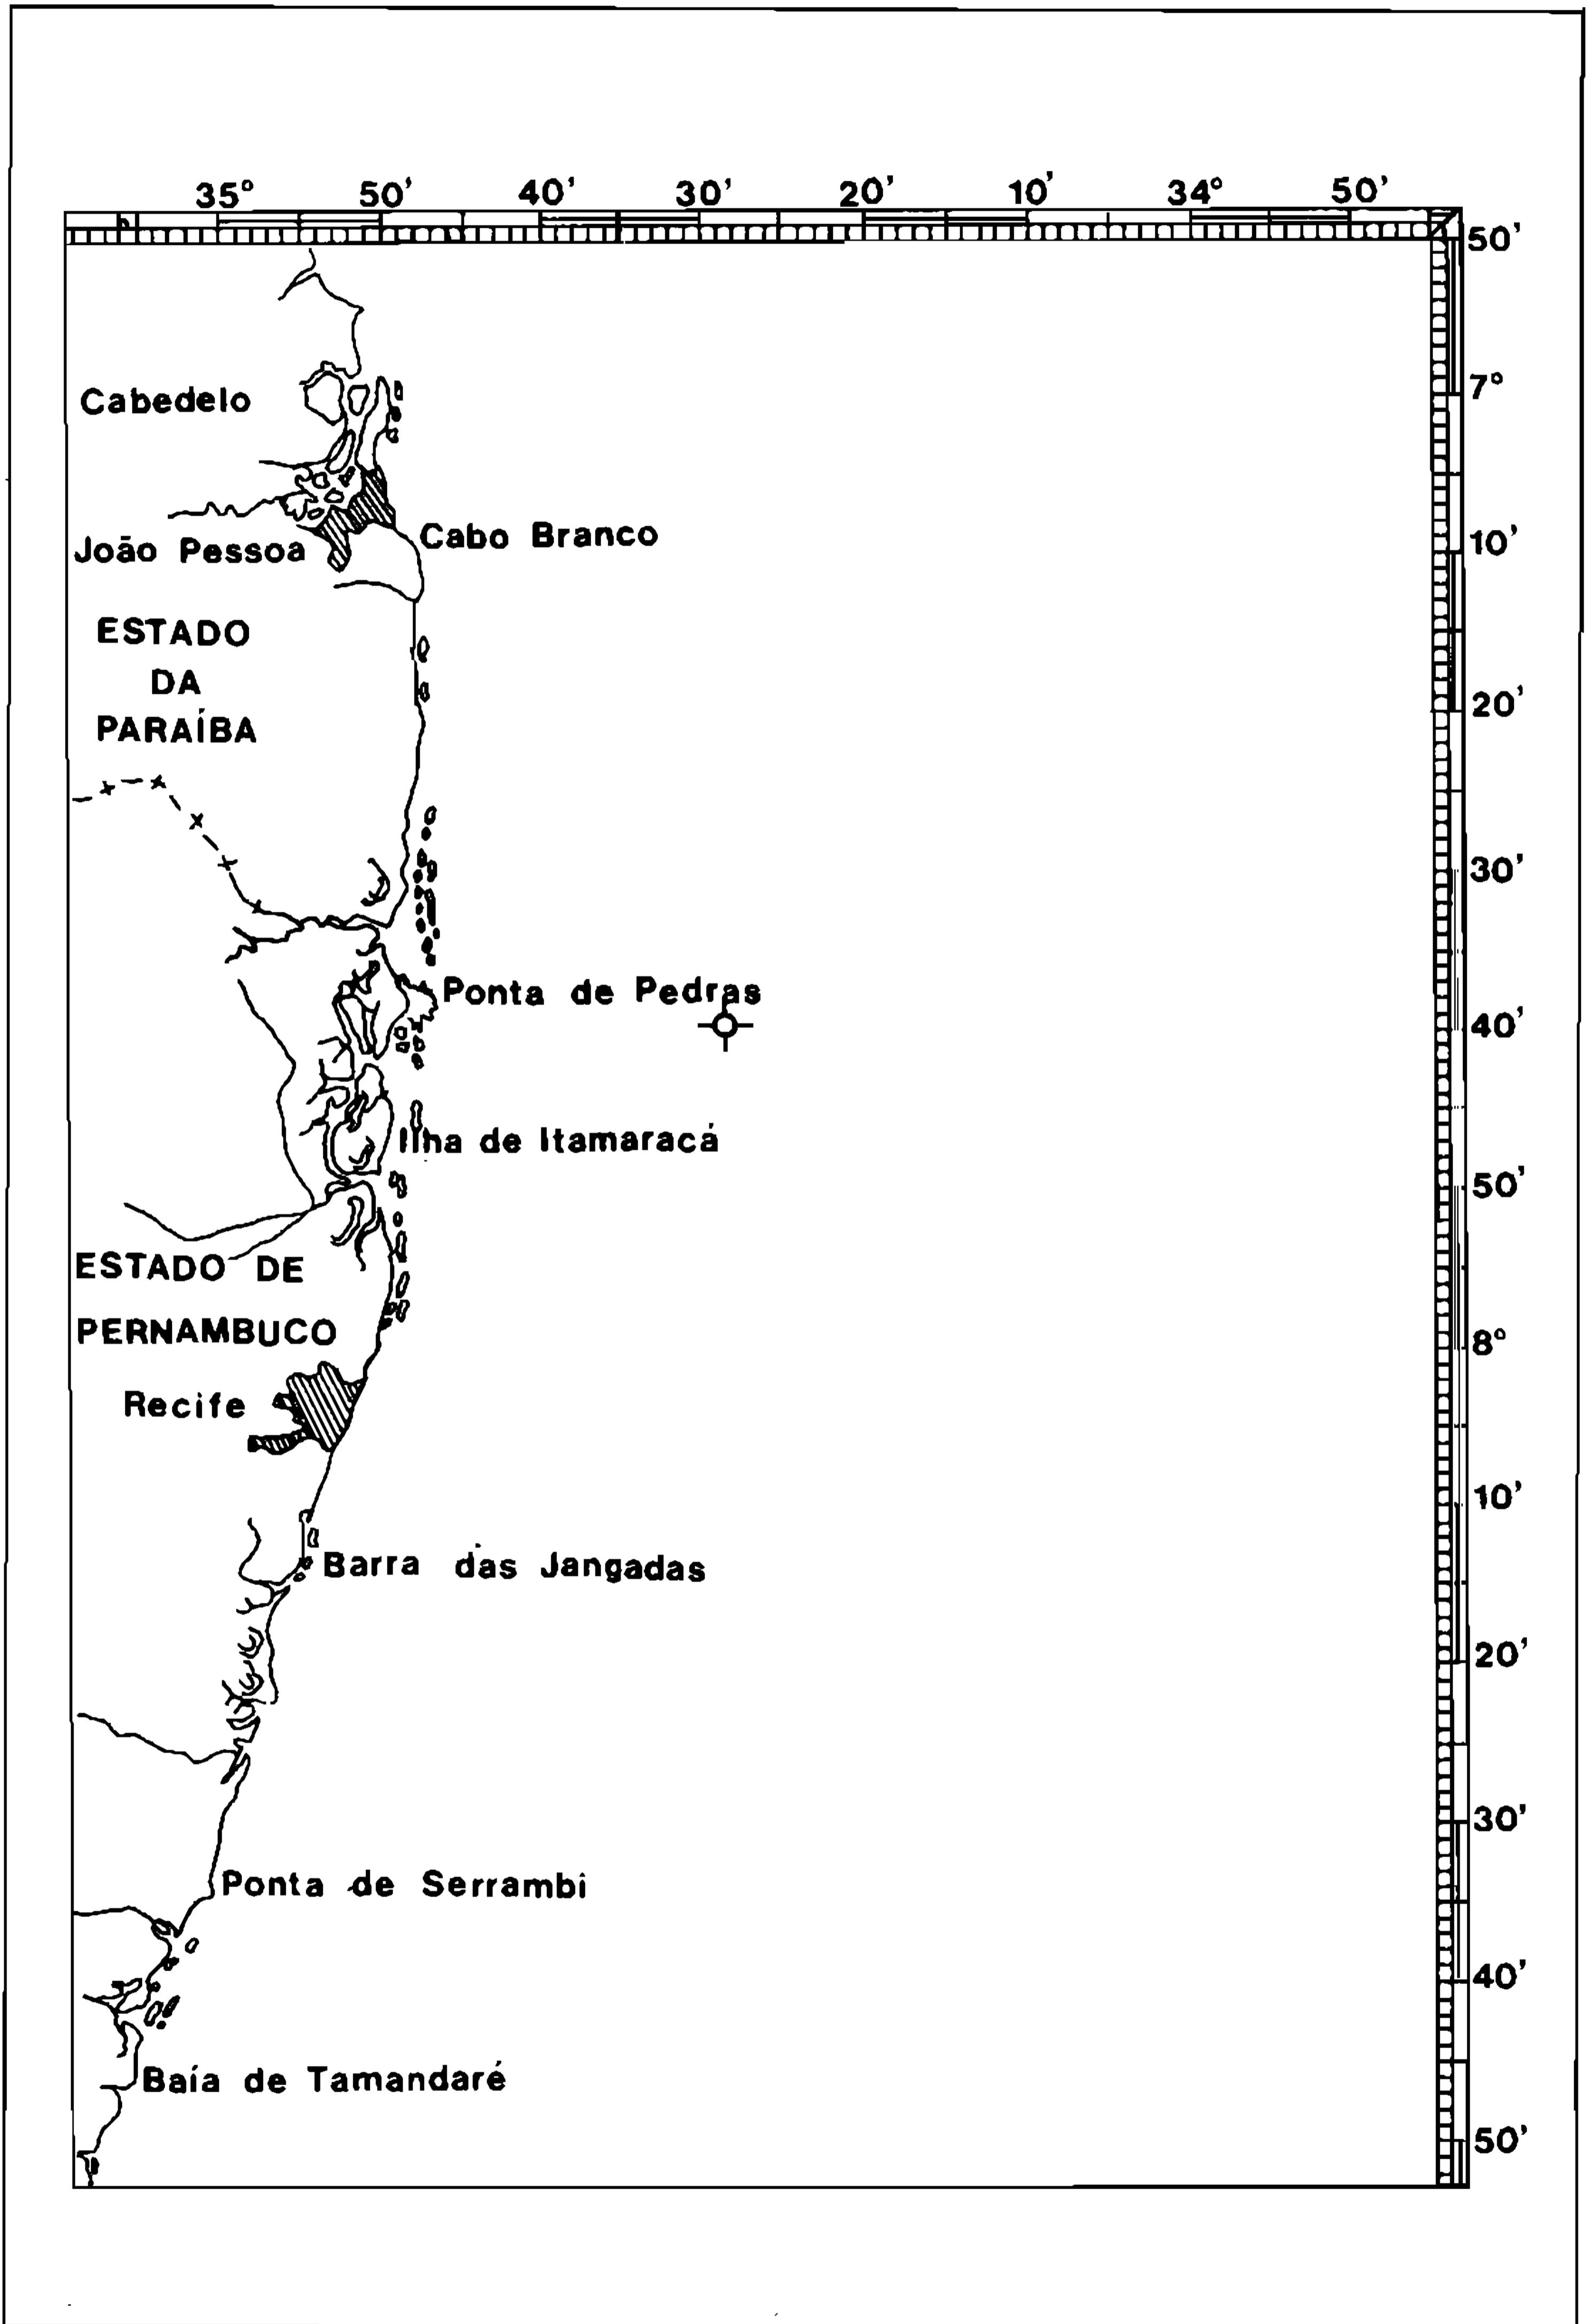 35° 50' 40' 30' 20' 10' 34° 50'
50'
Cabedelo
7°
João Pessoa
Cabo Branco
10'
ESTADO
DA
PARAÍBA
20'
30'
Ponta de Pedras
40'
Ilha de Itamaracá
50'
ESTADO DE
PERNAMBUCO
8°
Recife
10'
Barra das Jangadas
20'
30'
Ponta de Serrambi
40'
Baía de Tamandaré
50'